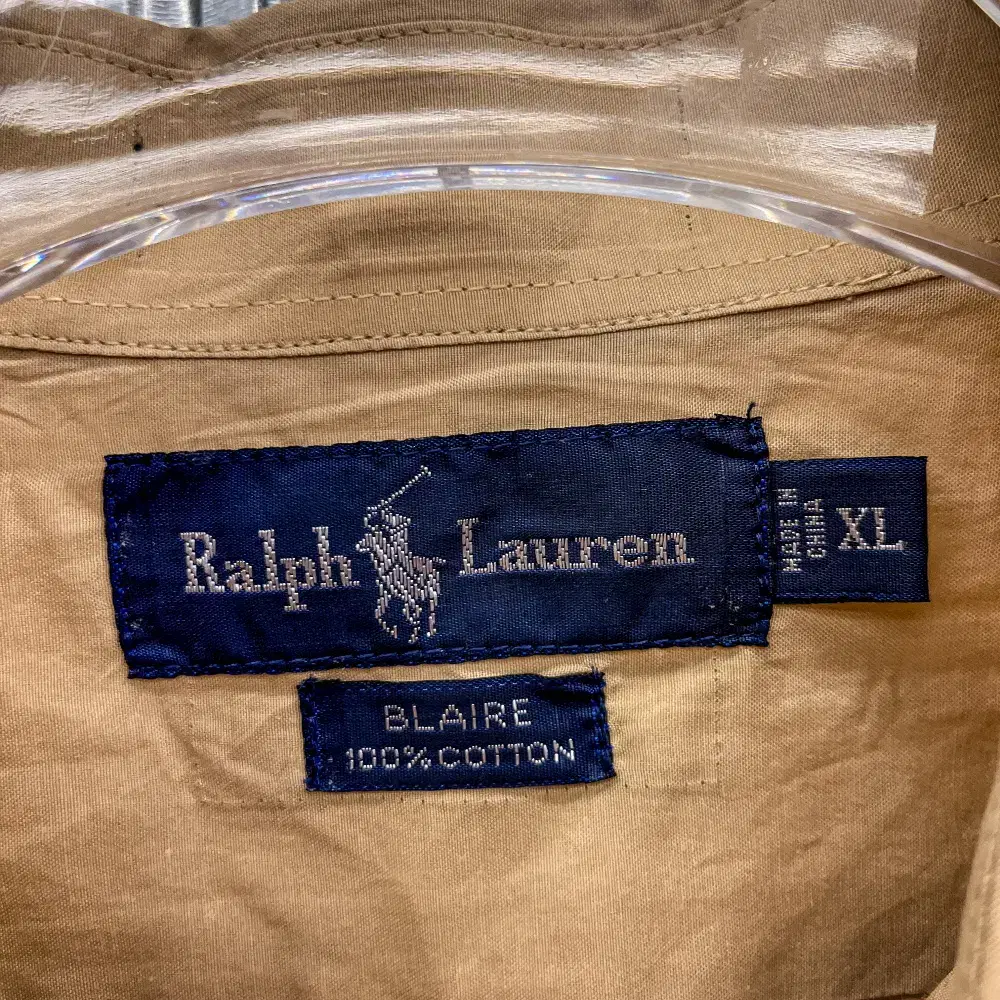 Ralph Lauren
MADE IN
CHINA
XL
BLAIRE
100% COTTON